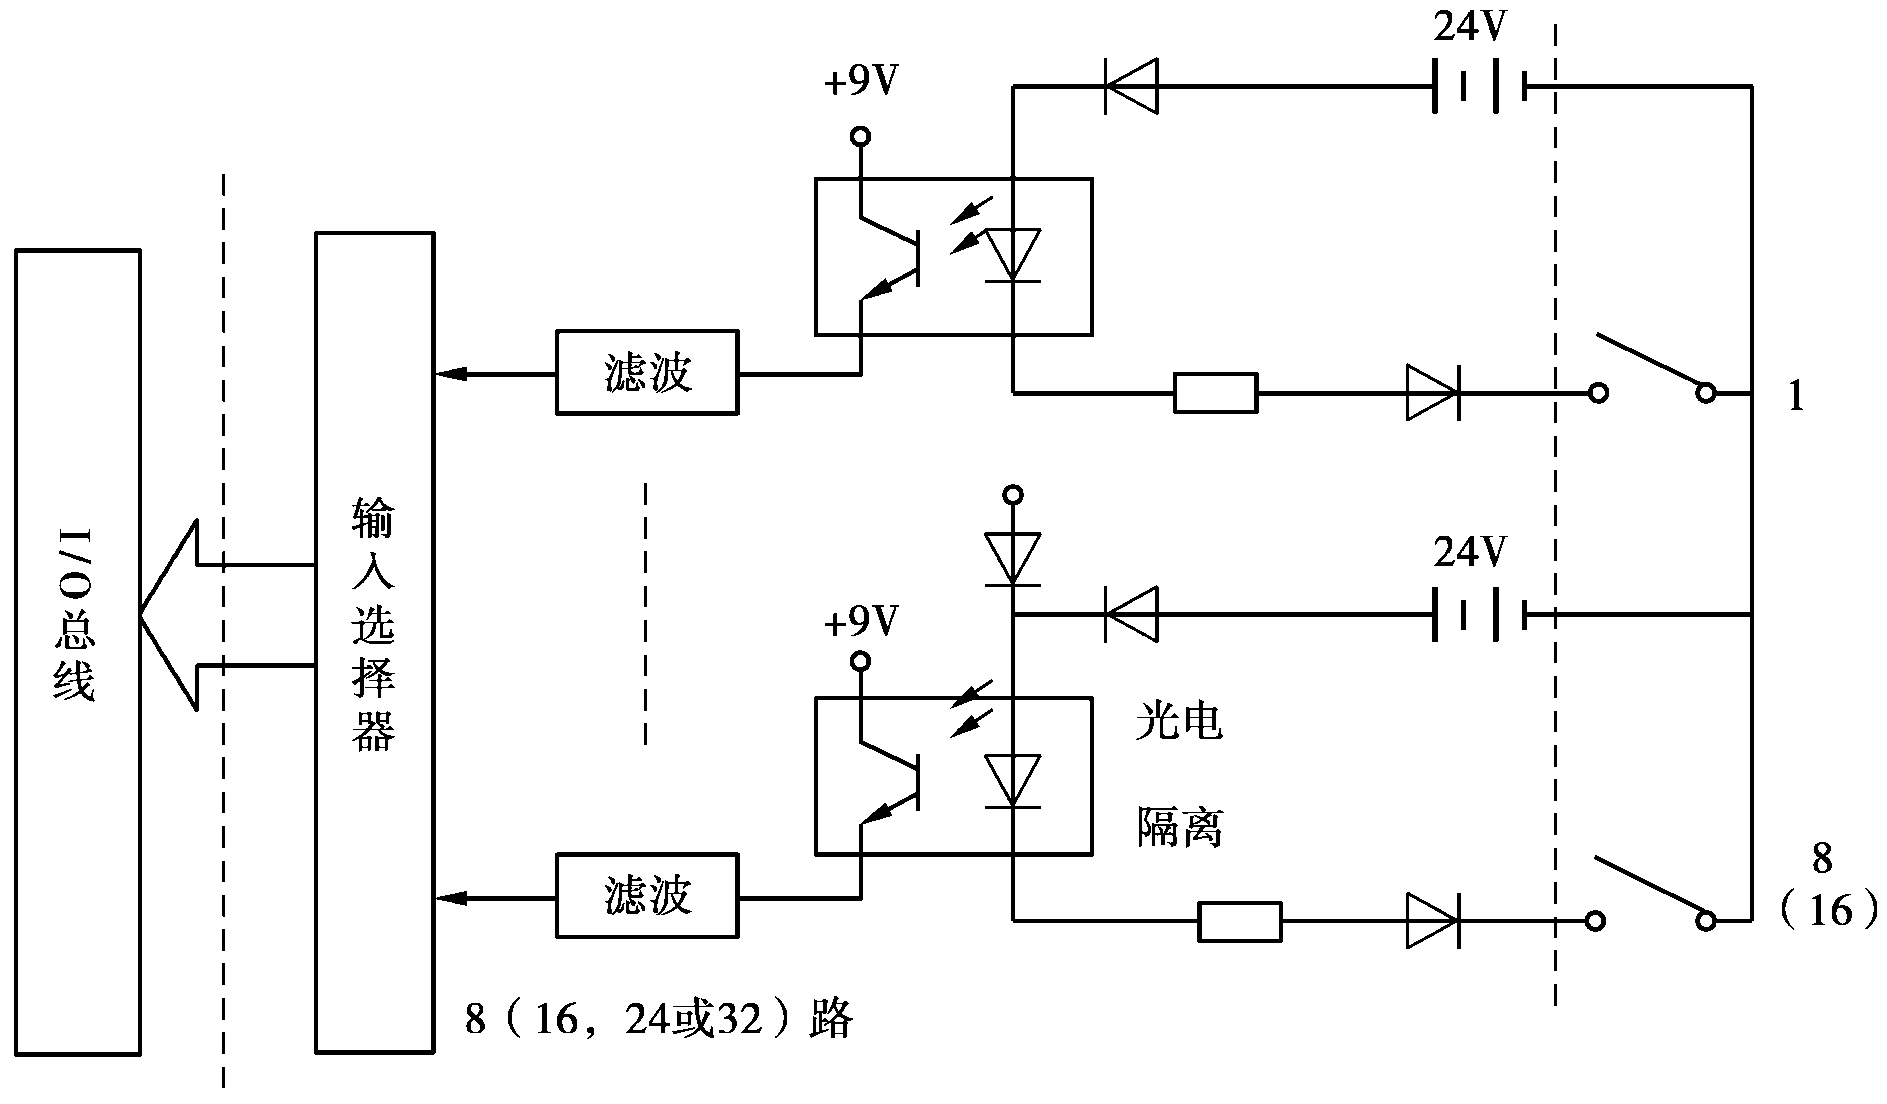 24V
+9V
滤波
1
I/O总线
输入选择器
24V
+9V
光电
隔离
滤波
8
（16）
8（16，24或32）路